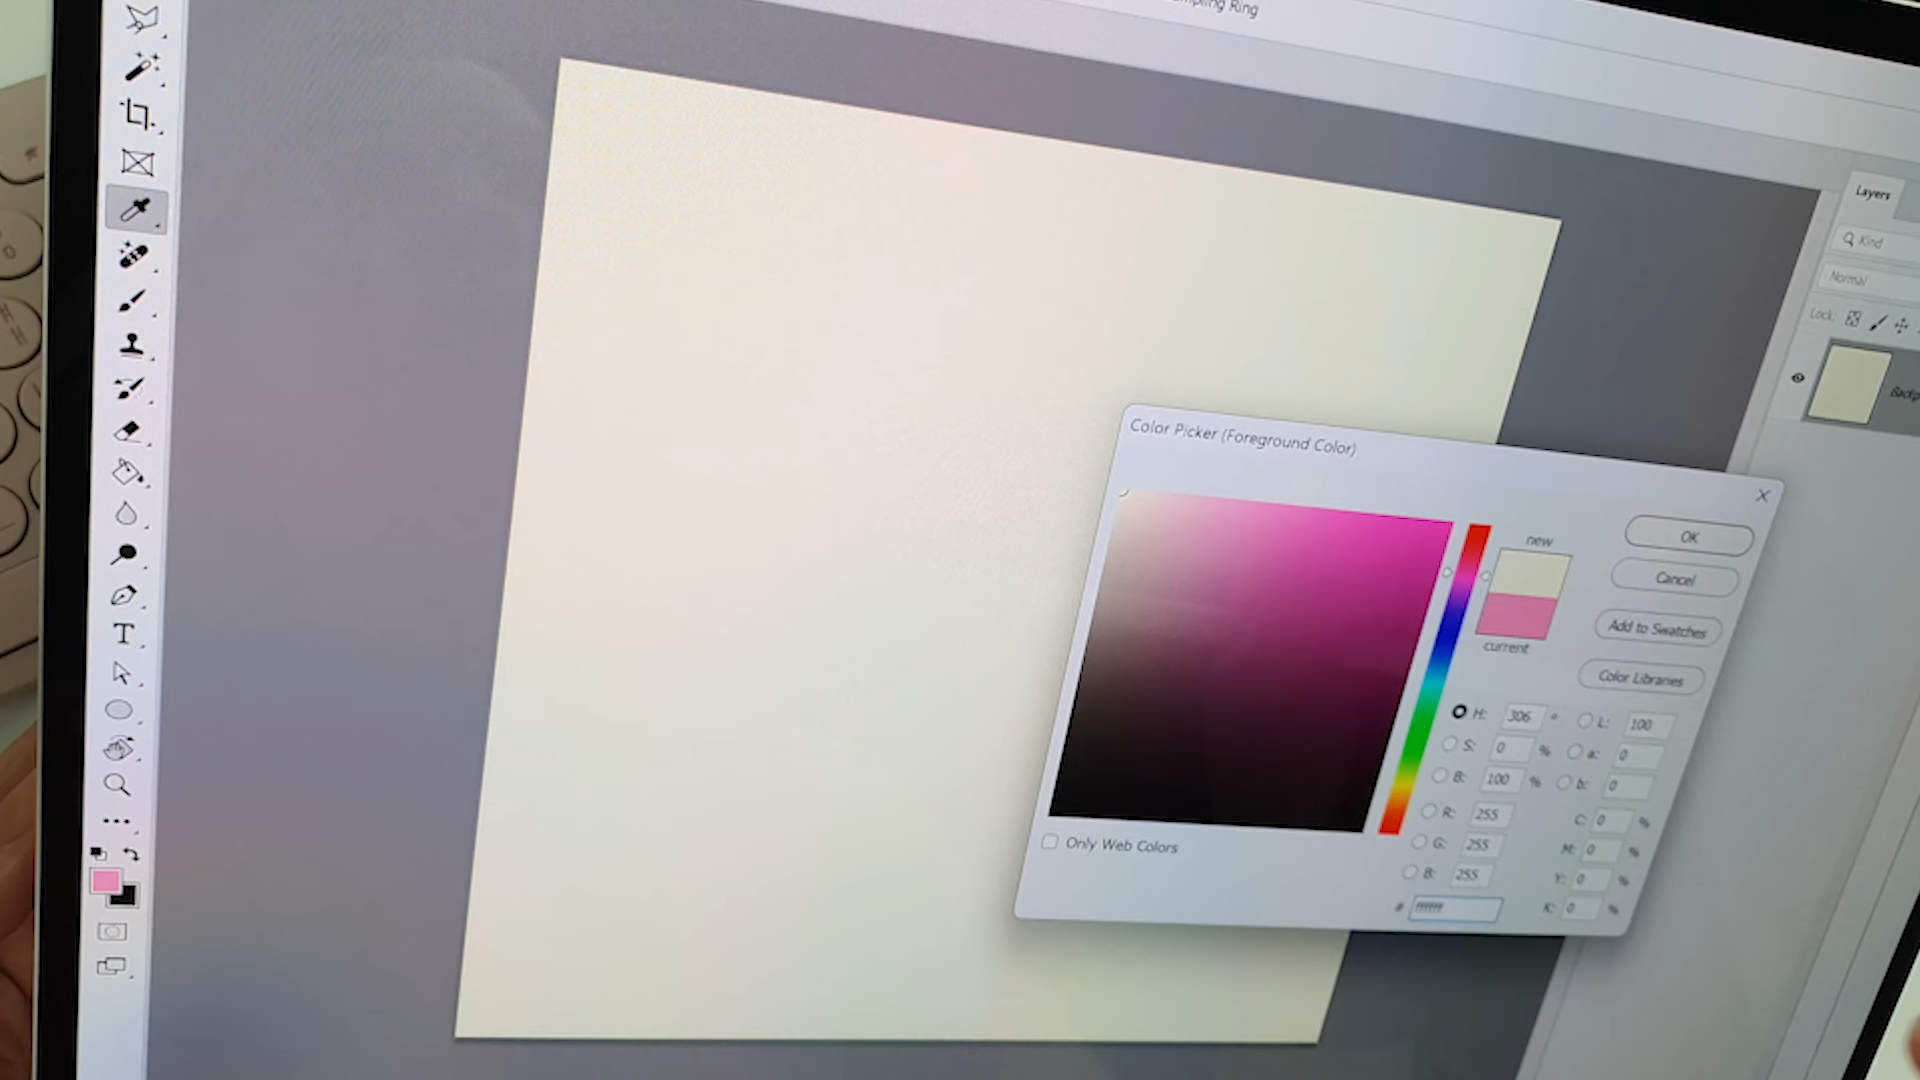 mpling Ring
Layers
Kind
Normal
Lock:
Color Picker (Foreground Color)
new
current
OK
Cancel
Add to Swatches
Color Libraries
H: 306 °
S: 0 %
B: 100 %
R: 255
G: 255
B: 255
# ffffff
L: 100
a: 0
b: 0
C: 0 %
M: 0 %
Y: 0 %
K: 0 %
Only Web Colors
T